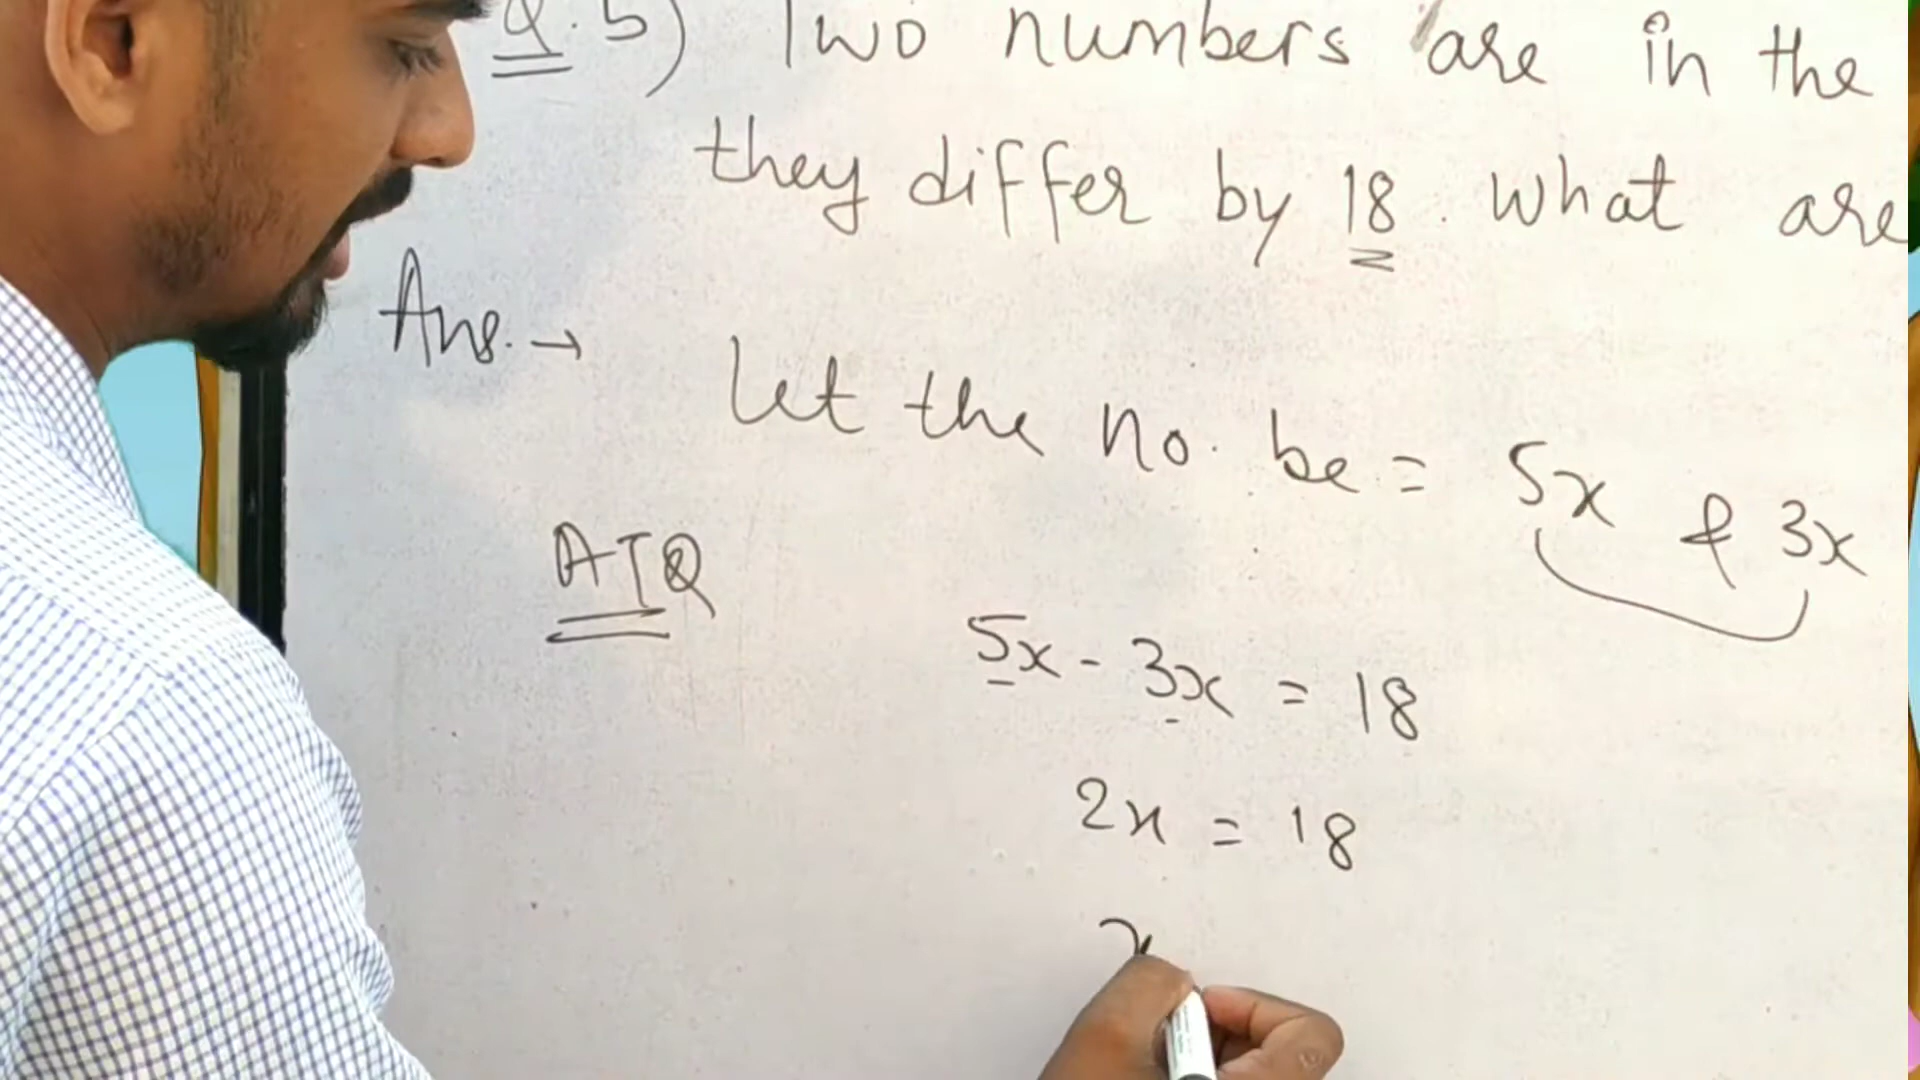 Q.5) Two numbers are in the
they differ by 18. What are
Ans. → Let the no. be = 5x & 3x
ATQ
5x - 3x = 18
2x = 18
x